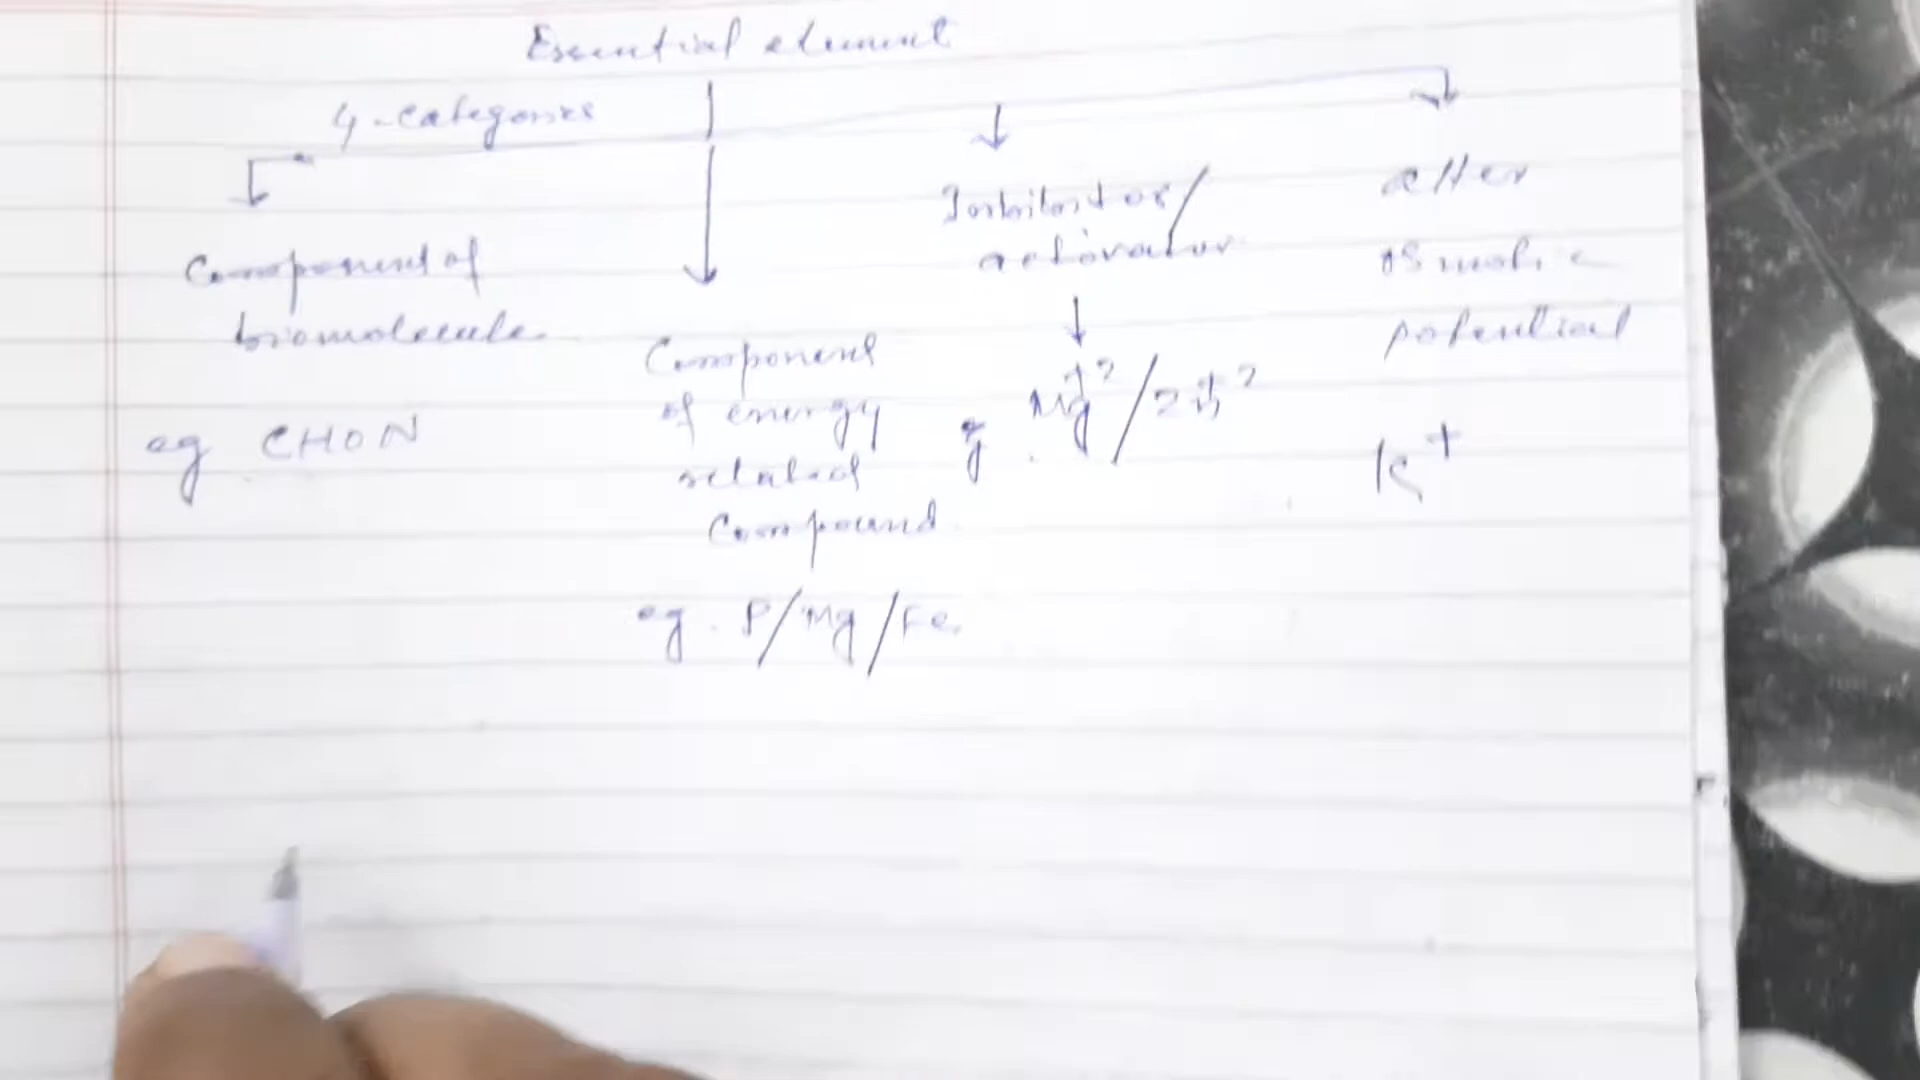 Essential element
4-categories
Component of
biomolecule
eg CHON
Component
of energy
related
Compound
eg. P/Mg/Fe.
Inhibitor/
activator
eg. Mg+2/Zn+2
alter
osmotic
potential
K+